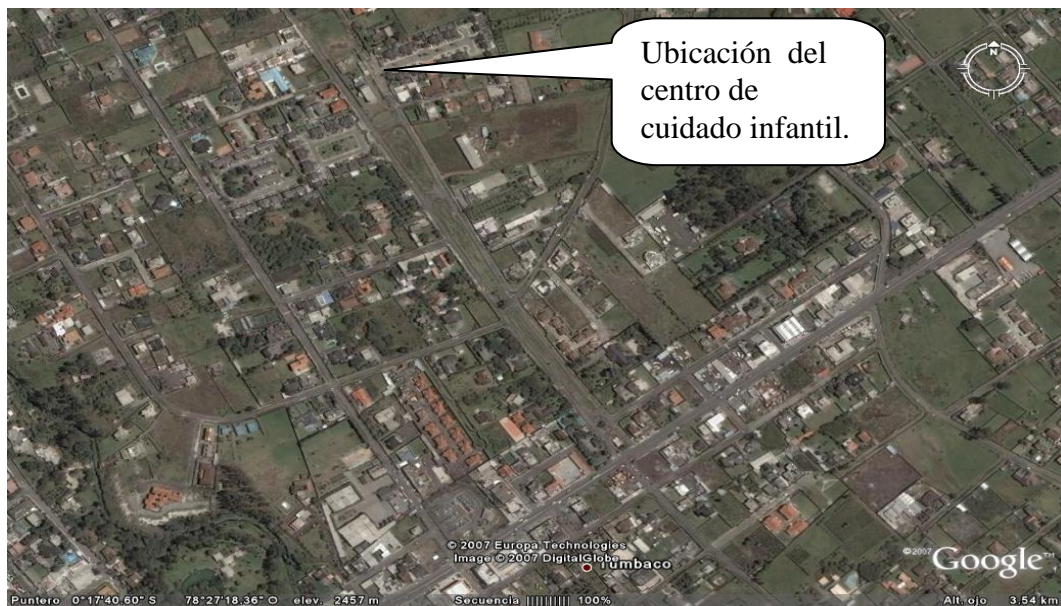 Ubicación del
centro de
cuidado infantil.
N
© 2007 Europa Technologies
Image © 2007 DigitalGlobe
Tumbaco
©2007 Google™
Puntero 0°17'40.60" S 78°27'18.36" O elev. 2457 m Secuencia 100% Alt. ojo 3.54 km